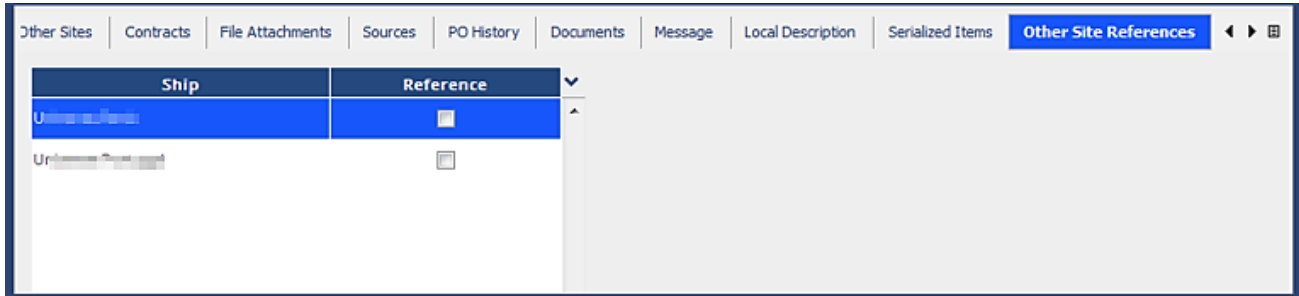 Other Sites Contracts File Attachments Sources PO History Documents Message Local Description Serialized Items Other Site References
Ship Reference